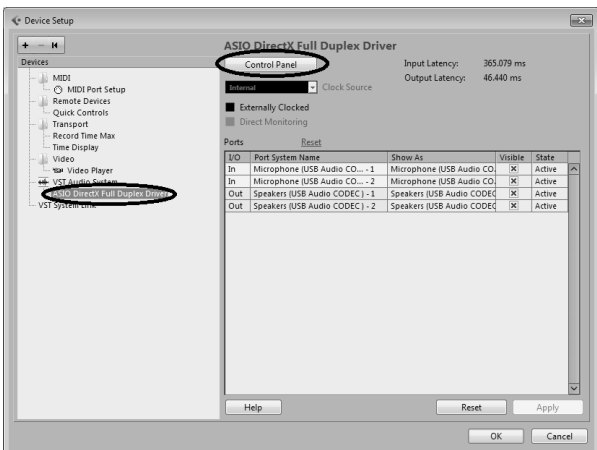 Device Setup
+ -
Devices
MIDI
MIDI Port Setup
Remote Devices
Quick Controls
Transport
Record Time Max
Time Display
Video
Video Player
VST Audio System
ASIO DirectX Full Duplex Driver
VST System Link
ASIO DirectX Full Duplex Driver
Control Panel
Input Latency: 365.079 ms
Output Latency: 46.440 ms
Internal Clock Source
Externally Clocked
Direct Monitoring
Ports Reset
I/O Port System Name Show As Visible State
In Microphone (USB Audio CO... - 1 Microphone (USB Audio CO. Active
In Microphone (USB Audio CO... - 2 Microphone (USB Audio CO. Active
Out Speakers (USB Audio CODEC ) - 1 Speakers (USB Audio CODEC Active
Out Speakers (USB Audio CODEC ) - 2 Speakers (USB Audio CODEC Active
Help Reset Apply
OK Cancel